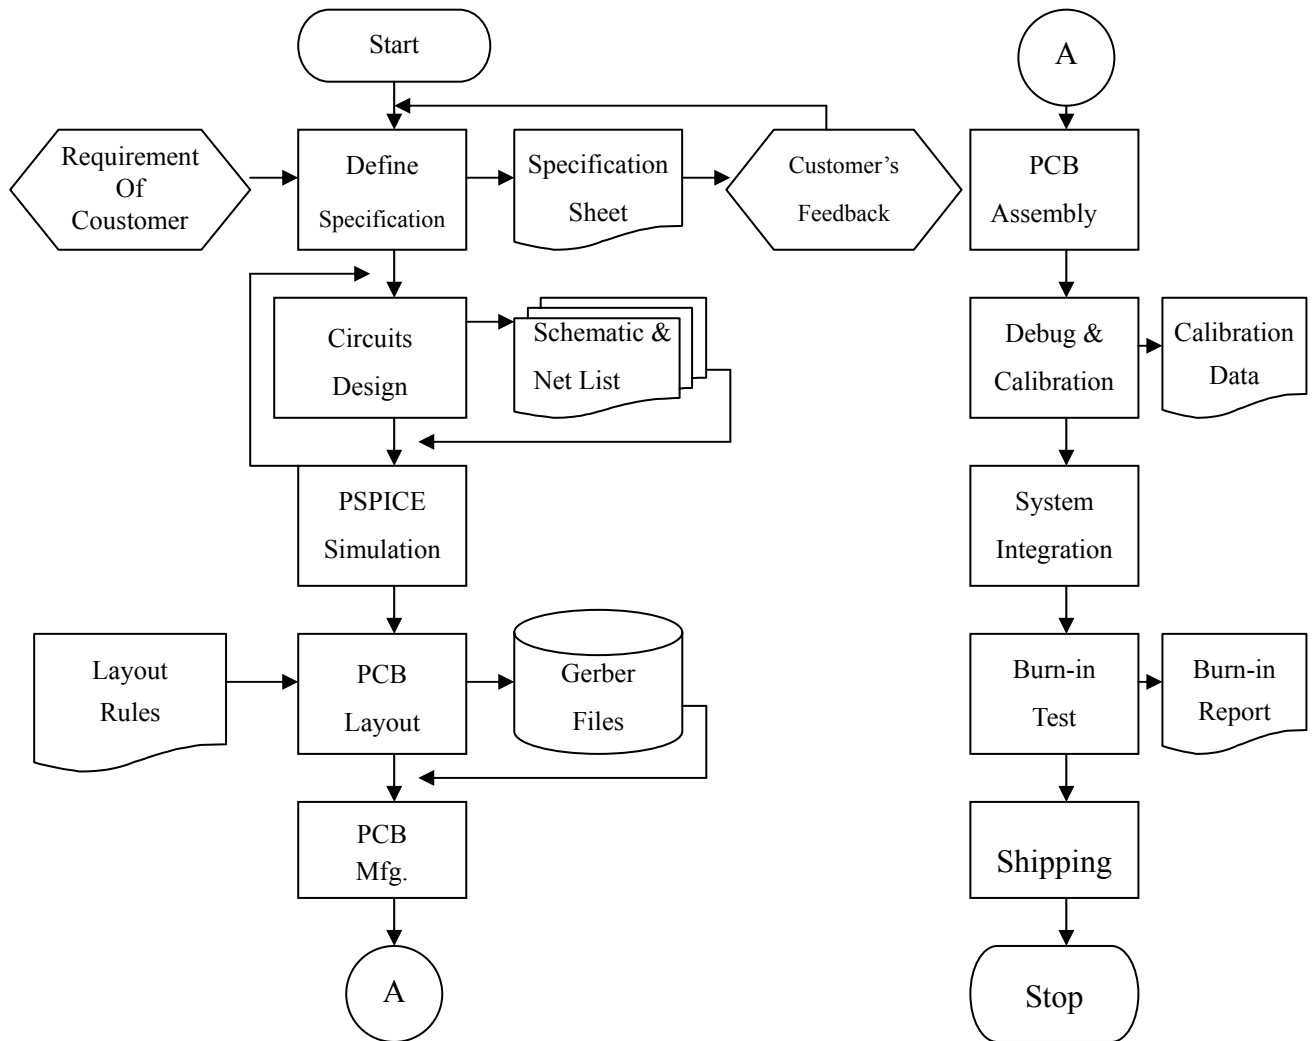 Start
Requirement
Of
Coustomer
Define
Specification
Specification
Sheet
Customer’s
Feedback
Circuits
Design
Schematic &
Net List
PSPICE
Simulation
Layout
Rules
PCB
Layout
Gerber
Files
PCB
Mfg.
A
A
PCB
Assembly
Debug &
Calibration
Calibration
Data
System
Integration
Burn-in
Test
Burn-in
Report
Shipping
Stop